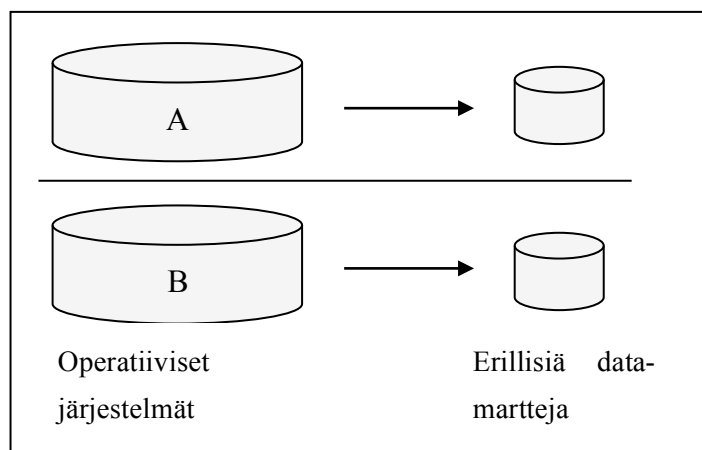 A
B
Operatiiviset
järjestelmät
Erillisiä data-
martteja